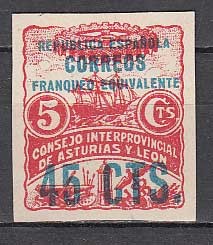 REPUBLICA ESPAÑOLA
CORREOS
FRANQUEO EQUIVALENTE
5 CTS
CONSEJO INTERPROVINCIAL
DE ASTURIAS Y LEON
45 CTS.